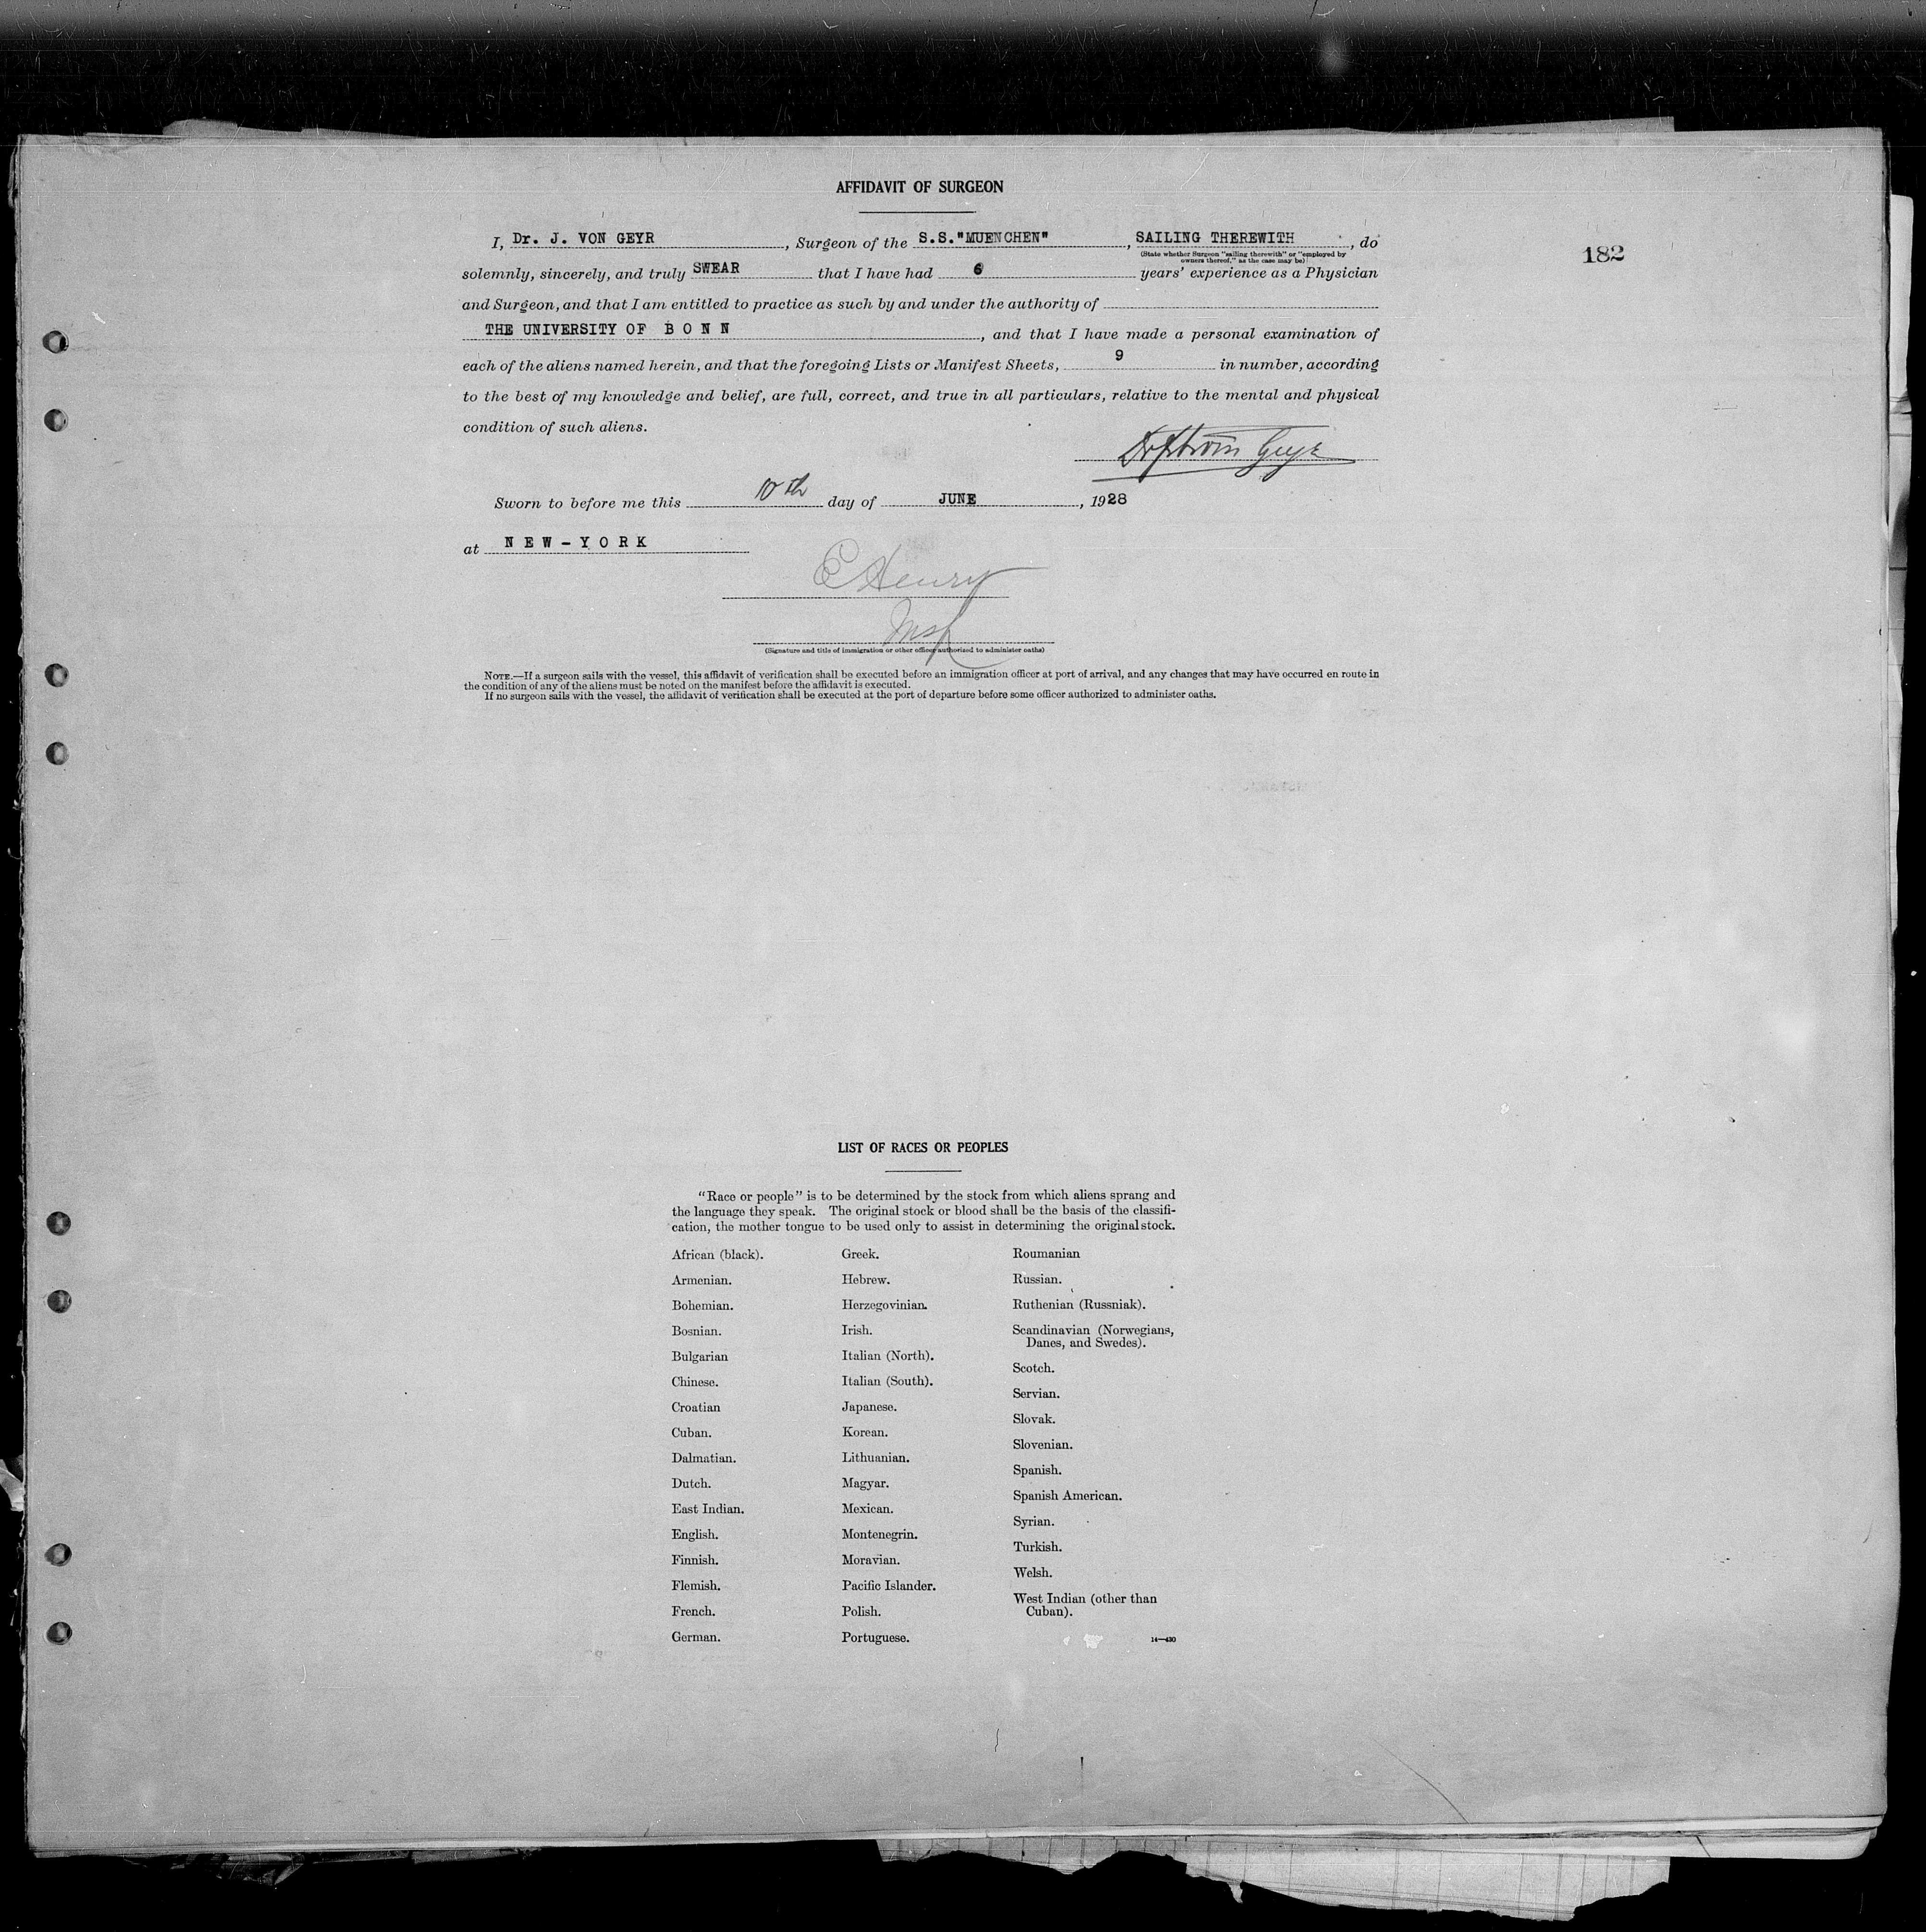 AFFIDAVIT OF SURGEON
182
I, Dr. J. VON GEYR, Surgeon of the S.S."MUENCHEN", SAILING THEREWITH, do
(State whether Surgeon "sailing therewith" or "employed by
owners thereof," as the case may be)
solemnly, sincerely, and truly SWEAR that I have had 6 years' experience as a Physician
and Surgeon, and that I am entitled to practice as such by and under the authority of
THE UNIVERSITY OF B O N N, and that I have made a personal examination of
each of the aliens named herein, and that the foregoing Lists or Manifest Sheets, 9 in number, according
to the best of my knowledge and belief, are full, correct, and true in all particulars, relative to the mental and physical
condition of such aliens.
Geyr
Sworn to before me this 10th day of JUNE, 1928
at N E W - Y O R K
E Henry
Insp
(Signature and title of immigration or other officer authorized to administer oaths)
NOTE.—If a surgeon sails with the vessel, this affidavit of verification shall be executed before an immigration officer at port of arrival, and any changes that may have occurred en route in
the condition of any of the aliens must be noted on the manifest before the affidavit is executed.
If no surgeon sails with the vessel, the affidavit of verification shall be executed at the port of departure before some officer authorized to administer oaths.
LIST OF RACES OR PEOPLES
"Race or people" is to be determined by the stock from which aliens sprang and
the language they speak. The original stock or blood shall be the basis of the classifi-
cation, the mother tongue to be used only to assist in determining the original stock.
African (black).
Armenian.
Bohemian.
Bosnian.
Bulgarian
Chinese.
Croatian
Cuban.
Dalmatian.
Dutch.
East Indian.
English.
Finnish.
Flemish.
French.
German.
Greek.
Hebrew.
Herzegovinian.
Irish.
Italian (North).
Italian (South).
Japanese.
Korean.
Lithuanian.
Magyar.
Mexican.
Montenegrin.
Moravian.
Pacific Islander.
Polish.
Portuguese.
Roumanian
Russian.
Ruthenian (Russniak).
Scandinavian (Norwegians,
Danes, and Swedes).
Scotch.
Servian.
Slovak.
Slovenian.
Spanish.
Spanish American.
Syrian.
Turkish.
Welsh.
West Indian (other than
Cuban).
14—430